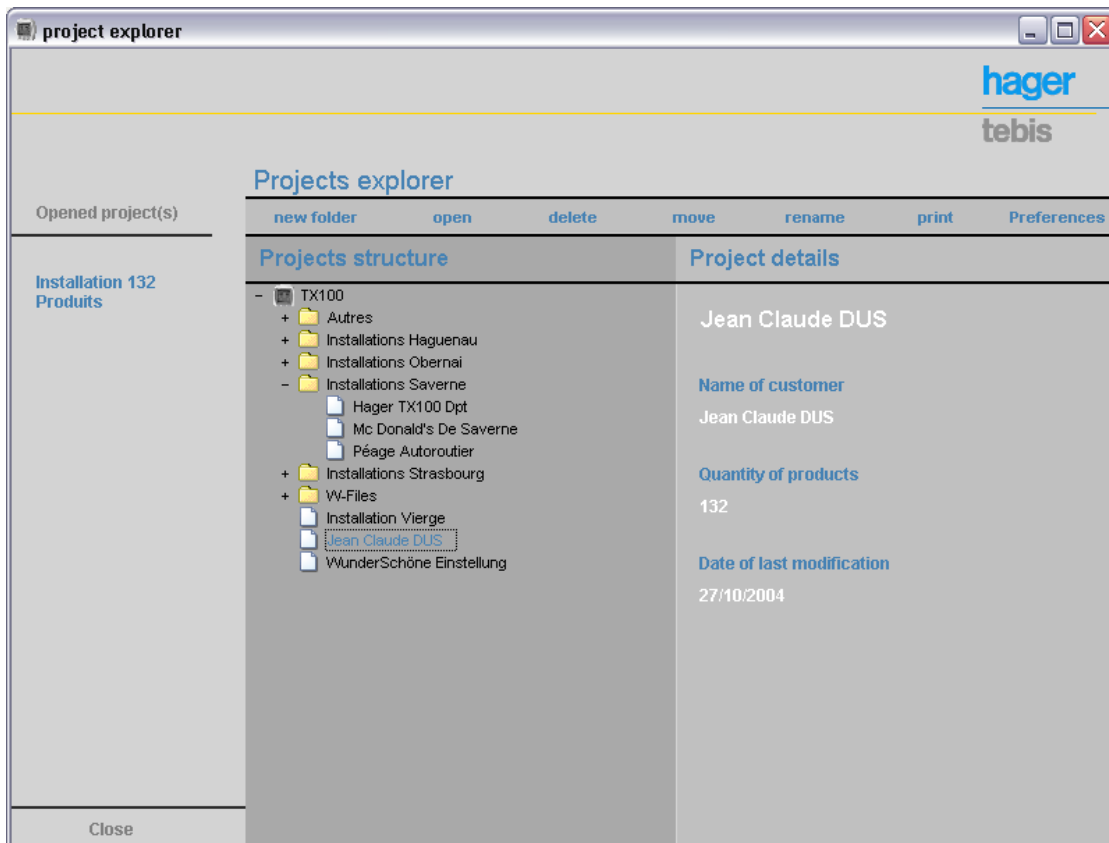 project explorer
hager
tebis
Projects explorer
Opened project(s)
new folder open delete move rename print Preferences
Projects structure
Project details
Installation 132
Produits
TX100
Autres
Installations Haguenau
Installations Obernai
Installations Saverne
Hager TX100 Dpt
Mc Donald's De Saverne
Péage Autoroutier
Installations Strasbourg
W-Files
Installation Vierge
Jean Claude DUS
WunderSchöne Einstellung
Jean Claude DUS
Name of customer
Jean Claude DUS
Quantity of products
132
Date of last modification
27/10/2004
Close